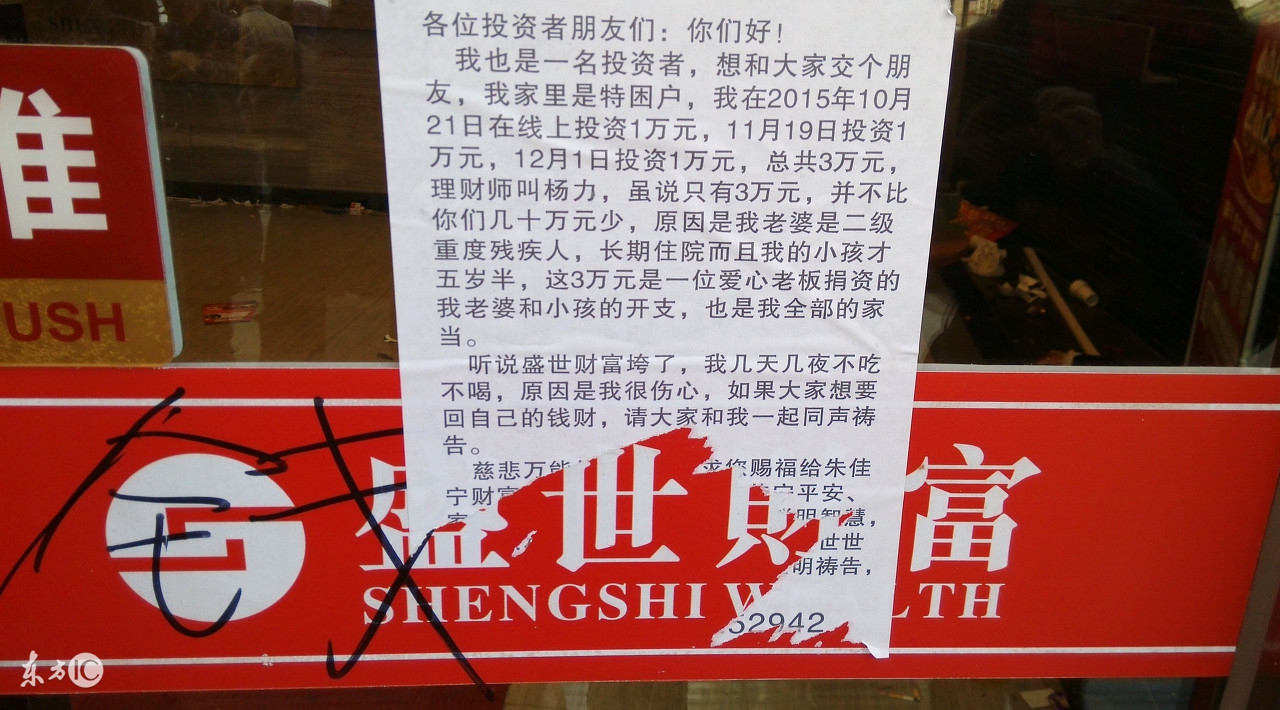 各位投资者朋友们：你们好！
我也是一名投资者，想和大家交个朋
友，我家里是特困户，我在2015年10月
21日在线上投资1万元，11月19日投资1
万元，12月1日投资1万元，总共3万元，
理财师叫杨力，虽说只有3万元，并不比
你们几十万元少，原因是我老婆是二级
重度残疾人，长期住院而且我的小孩才
五岁半，这3万元是一位爱心老板捐资的
我老婆和小孩的开支，也是我全部的家
当。
听说盛世财富垮了，我几天几夜不吃
不喝，原因是我很伤心，如果大家想要
回自己的钱财，请大家和我一起同声祷
告。
慈悲万能 求您赐福给朱佳
宁财富 宁平安、
明智慧，
世世
明祷告，
52942
推
USH
钱
盛世財富
SHENGSHI W LTH
东方IC